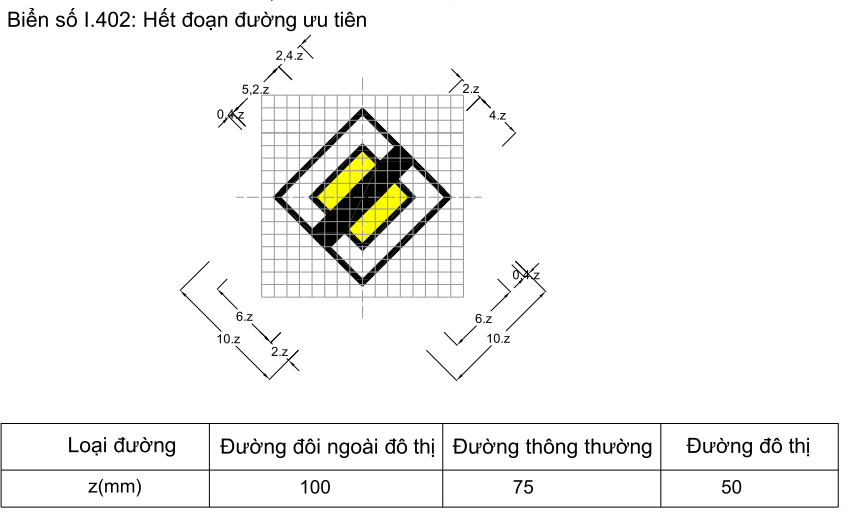 Biển số I.402: Hết đoạn đường ưu tiên
2,4.z
5,2.z
0,4.z
2.z
4.z
0,4.z
6.z
10.z
2.z
6.z
10.z
Loại đường Đường đôi ngoài đô thị Đường thông thường Đường đô thị
z(mm) 100 75 50